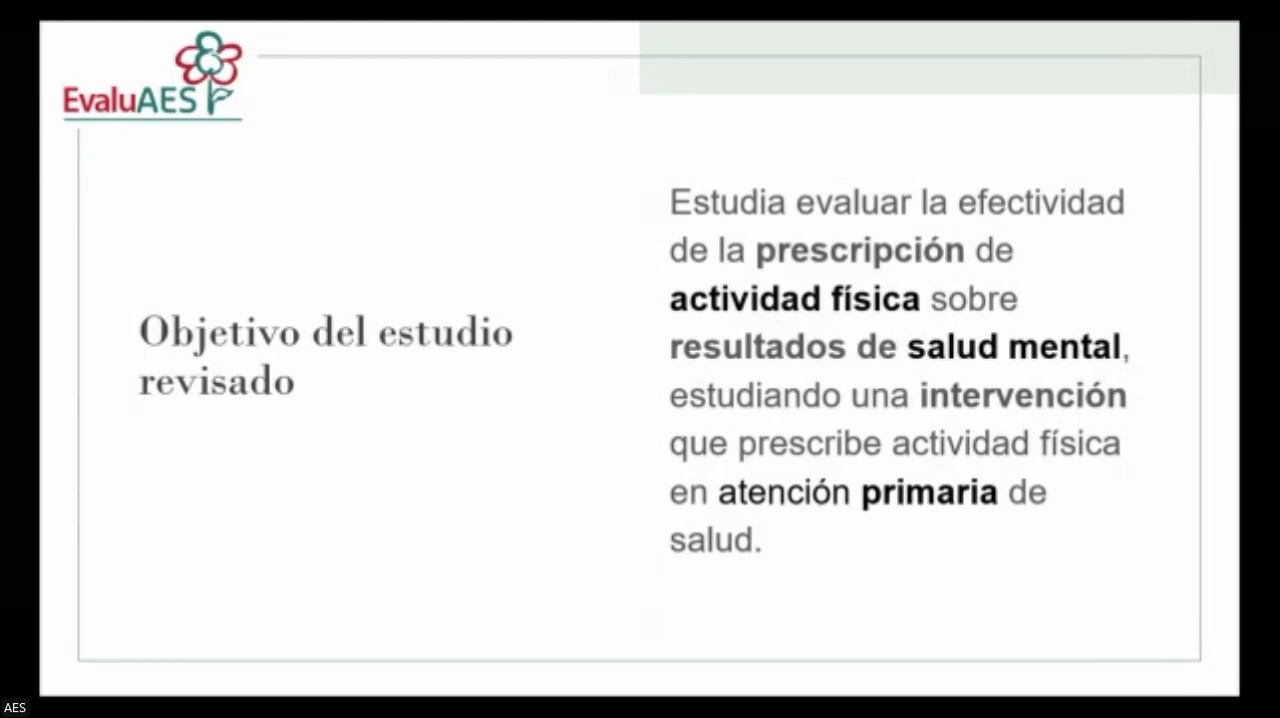 EvaluAES
Objetivo del estudio
revisado
Estudia evaluar la efectividad
de la prescripción de
actividad física sobre
resultados de salud mental,
estudiando una intervención
que prescribe actividad física
en atención primaria de
salud.
AES